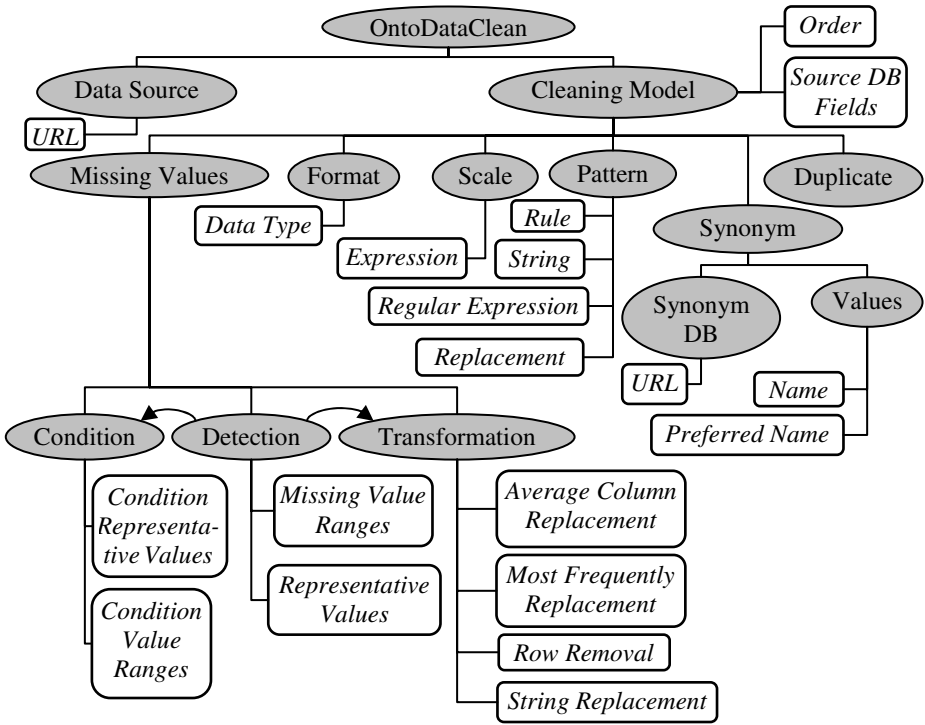 OntoDataClean
Order
Data Source
Cleaning Model
Source DB
Fields
URL
Missing Values
Format
Scale
Pattern
Duplicate
Data Type
Rule
Synonym
Expression
String
Regular Expression
Synonym
DB
Values
Replacement
URL
Name
Preferred Name
Condition
Detection
Transformation
Condition
Representa-
tive Values
Missing Value
Ranges
Average Column
Replacement
Representative
Values
Most Frequently
Replacement
Condition
Value
Ranges
Row Removal
String Replacement